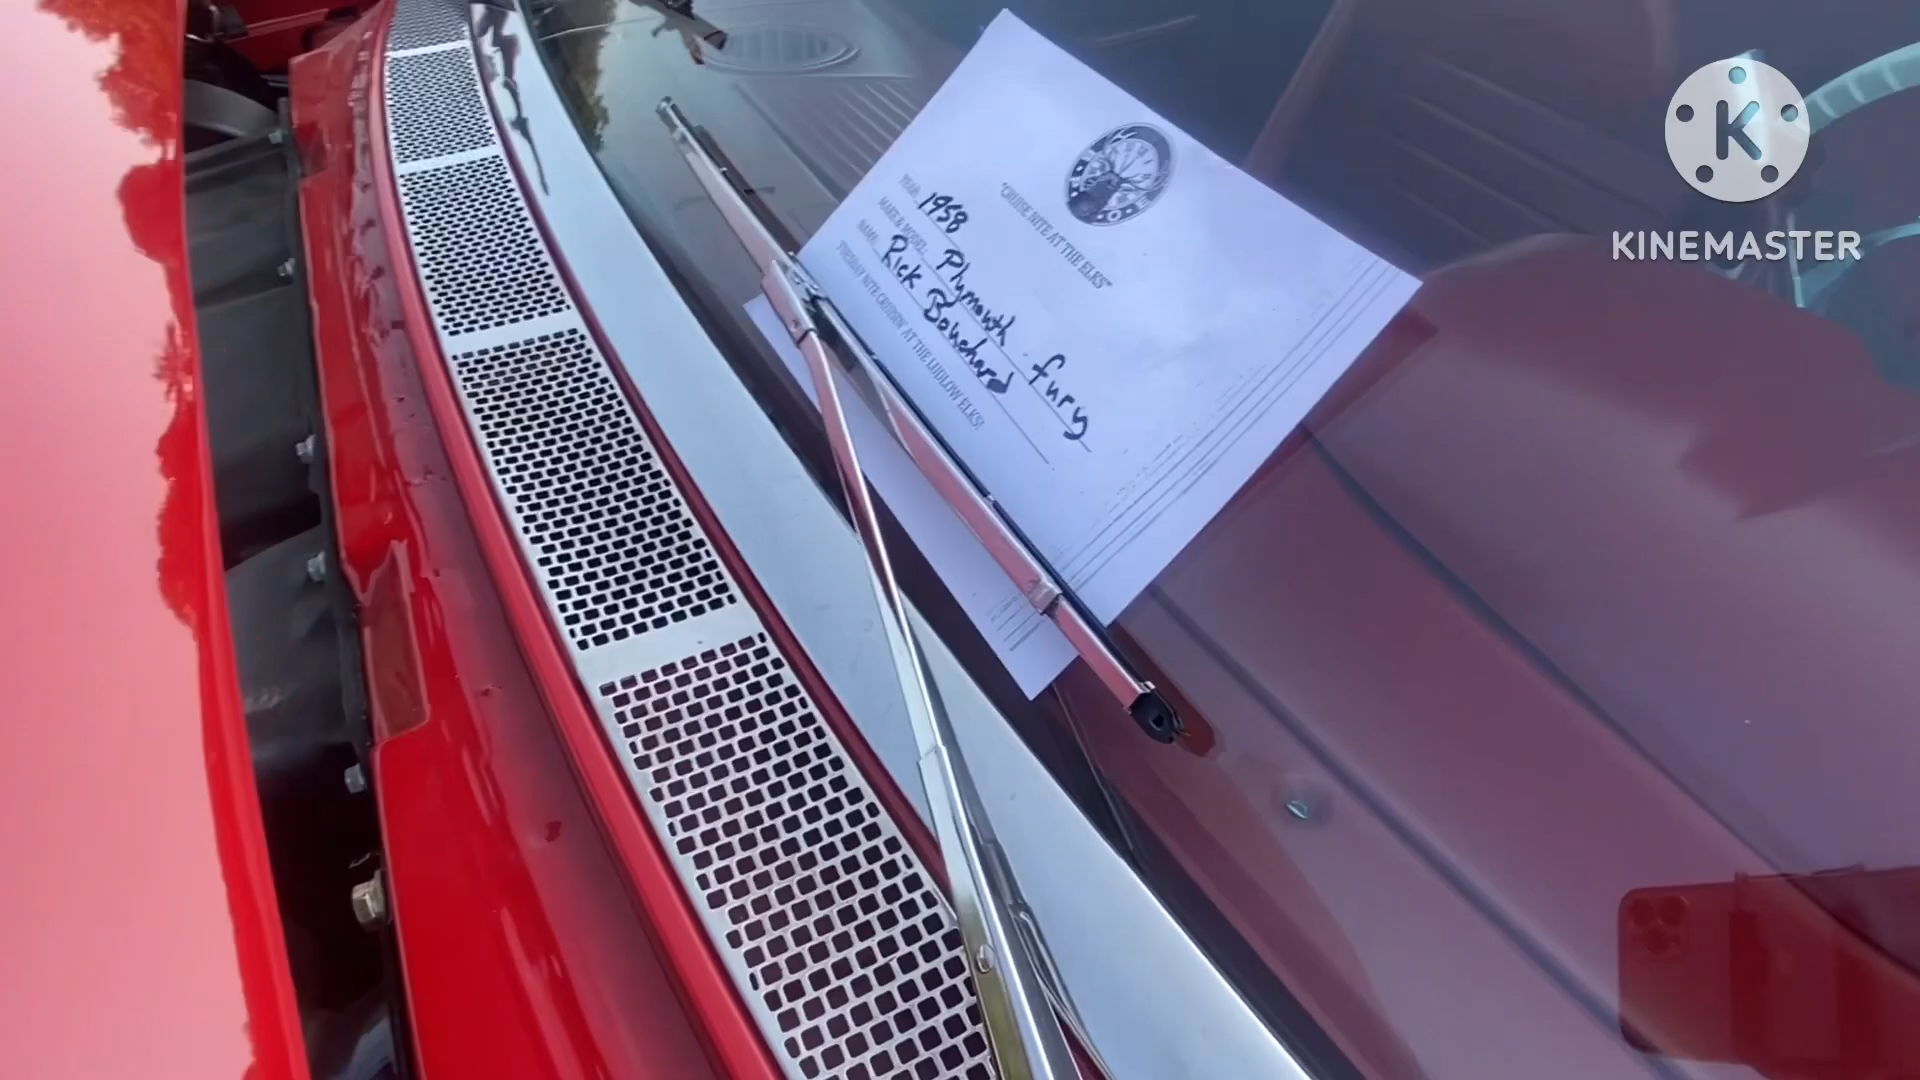 "CRUISE NITE AT THE ELKS"
YEAR 1958
MAKE & MODEL Plymouth fury
NAME Rick Bouchard
TUESDAY NITE CRUISIN' AT THE LUDLOW ELKS!
K
KINEMASTER